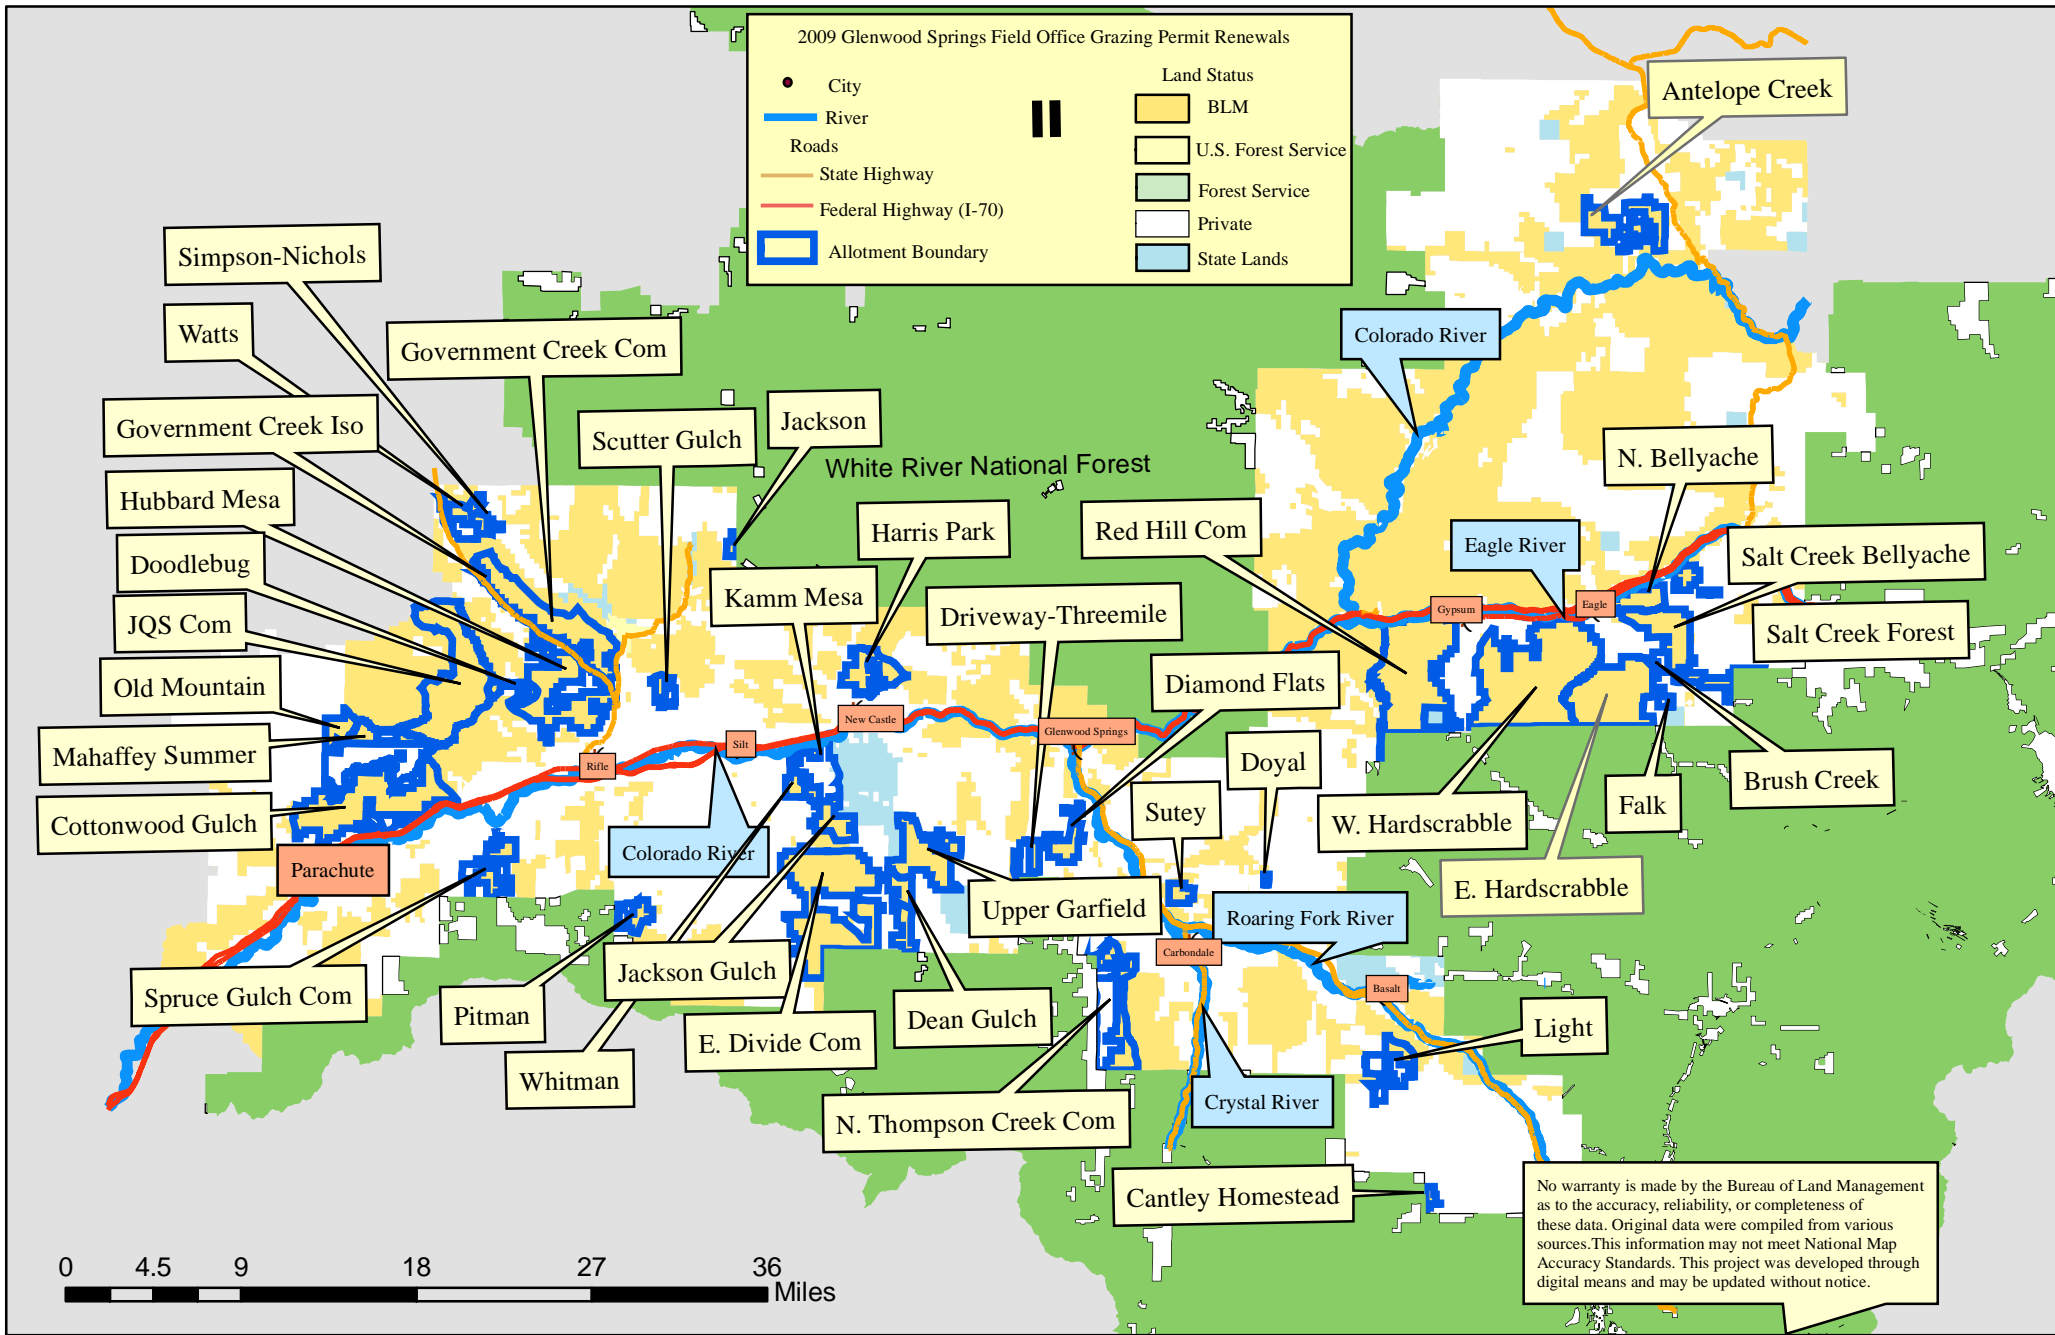 2009 Glenwood Springs Field Office Grazing Permit Renewals
City
River
Roads
State Highway
Federal Highway (I-70)
Allotment Boundary
Land Status
BLM
U.S. Forest Service
Forest Service
Private
State Lands
Antelope Creek
Simpson-Nichols
Watts
Government Creek Com
Government Creek Iso
Scutter Gulch
Jackson
White River National Forest
Hubbard Mesa
Doodlebug
JQS Com
Old Mountain
Mahaffey Summer
Cottonwood Gulch
Harris Park
Kamm Mesa
Driveway-Threemile
Red Hill Com
Diamond Flats
Colorado River
N. Bellyache
Eagle River
Salt Creek Bellyache
Salt Creek Forest
Gypsum
Eagle
New Castle
Glenwood Springs
Silt
Rifle
Parachute
Colorado River
Doyal
Sutey
W. Hardscrabble
E. Hardscrabble
Falk
Brush Creek
Upper Garfield
Roaring Fork River
Carbondale
Basalt
Spruce Gulch Com
Pitman
Jackson Gulch
Whitman
E. Divide Com
Dean Gulch
N. Thompson Creek Com
Crystal River
Light
Cantley Homestead
No warranty is made by the Bureau of Land Management
as to the accuracy, reliability, or completeness of
these data. Original data were compiled from various
sources.This information may not meet National Map
Accuracy Standards. This project was developed through
digital means and may be updated without notice.
0 4.5 9 18 27 36
Miles